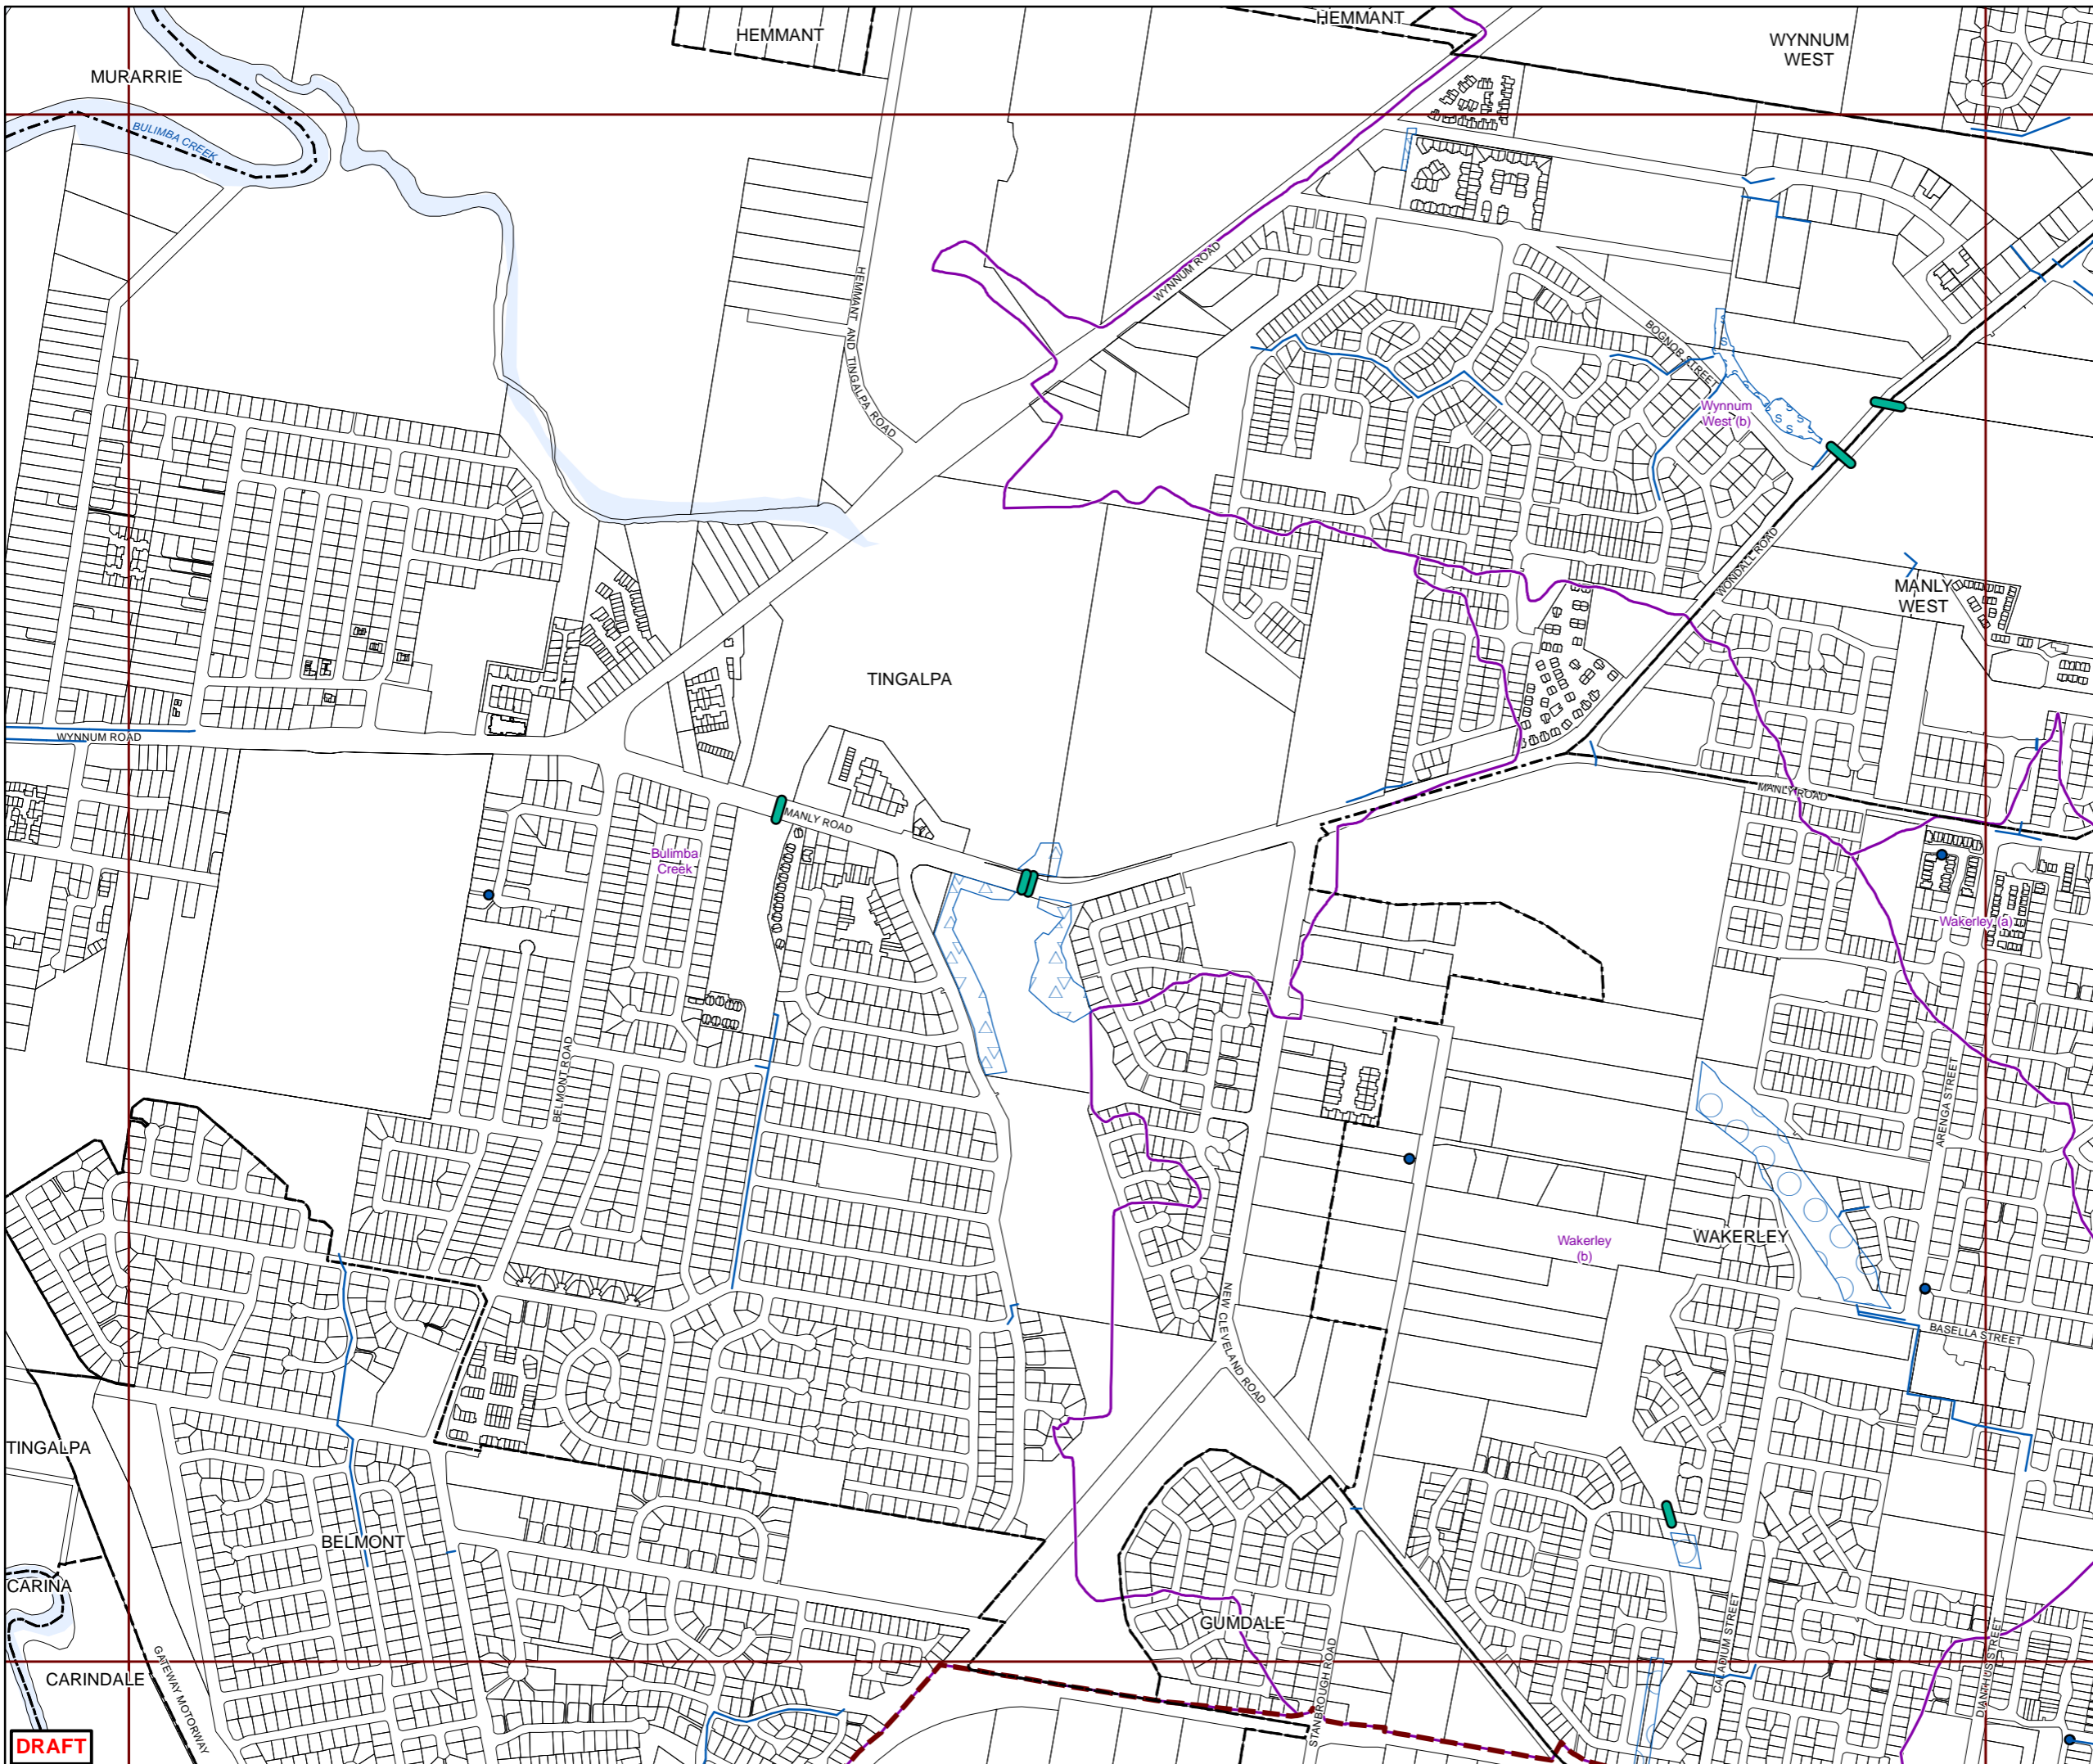 HEMMANT
HEMMANT
WYNNUM
WEST
MURARRIE
BULIMBA CREEK
WYNNUM ROAD
HEMMANT AND TINGALPA ROAD
BOGNOR STREET
Wynnum
West (b)
WONDALL ROAD
MANLY
WEST
TINGALPA
WYNNUM ROAD
MANLY ROAD
MANLY ROAD
Bulimba
Creek
Wakerley (a)
BELMONT ROAD
ARENGA STREET
Wakerley
(b)
WAKERLEY
NEW CLEVELAND ROAD
BASELLA STREET
TINGALPA
BELMONT
CARINA
GUMDALE
CALADIUM STREET
DIANTHUS STREET
STANBROUGH ROAD
CARINDALE
GATEWAY MOTORWAY
DRAFT